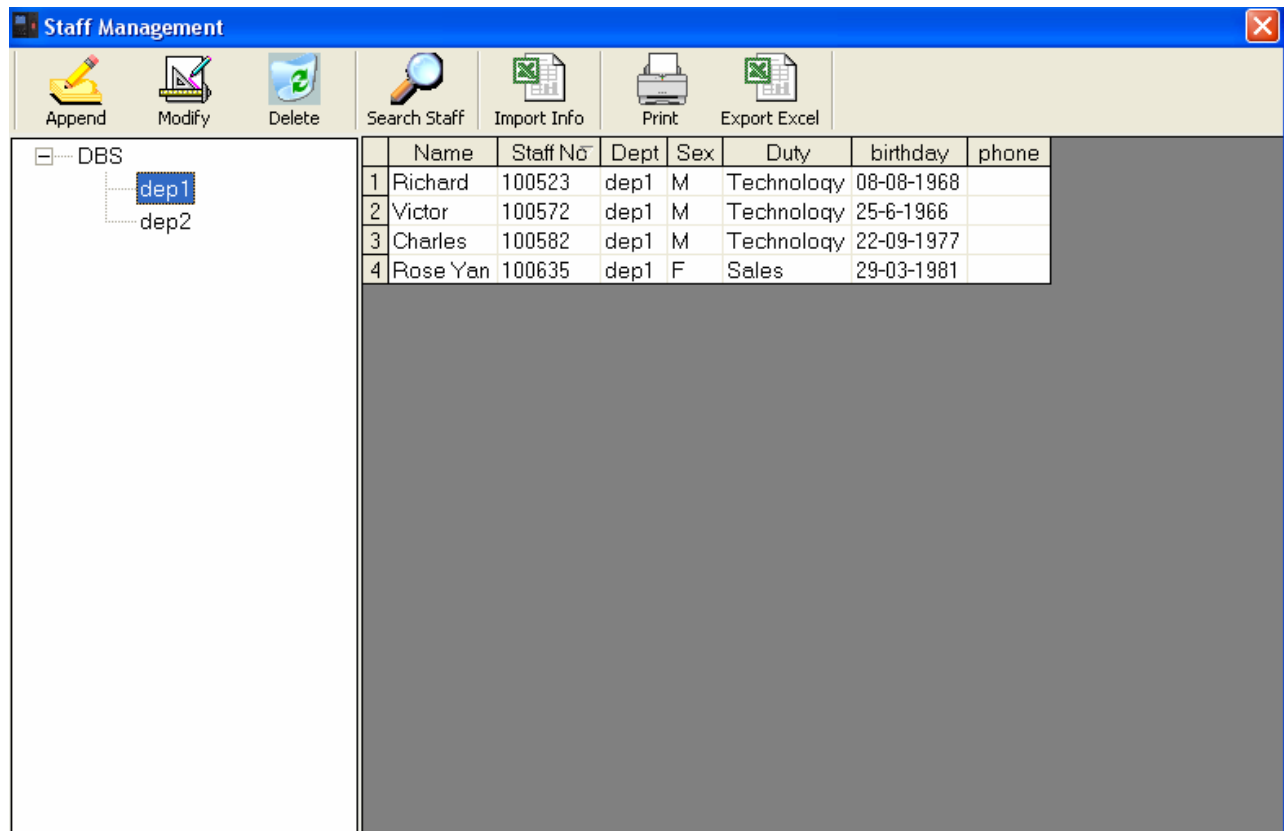 Staff Management
Append Modify Delete Search Staff Import Info Print Export Excel
DBS
dep1
dep2
Name Staff No Dept Sex Duty birthday phone
1 Richard 100523 dep1 M Technology 08-08-1968
2 Victor 100572 dep1 M Technology 25-6-1966
3 Charles 100582 dep1 M Technology 22-09-1977
4 Rose Yan 100635 dep1 F Sales 29-03-1981